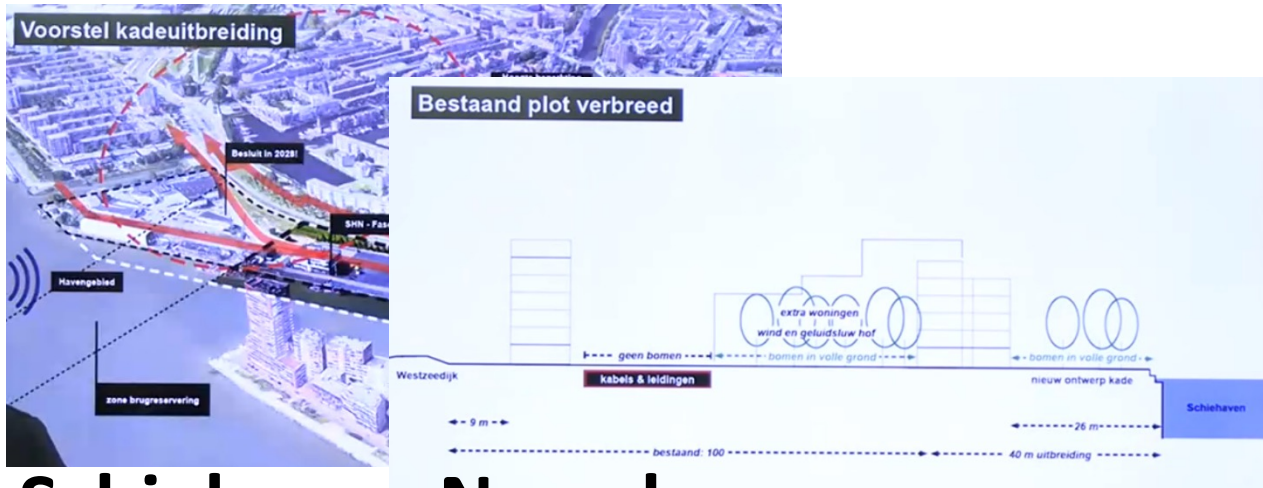 Voorstel kadeuitbreiding
Besluit in 2028!
SHN - Fas
Havengebied
zone brugreservering
Bestaand plot verbreed
extra woningen
wind en geluidsluw hof
geen bomen
bomen in volle grond
bomen in volle grond
Westzeedijk
kabels & leidingen
nieuw ontwerp kade
Schiehaven
9 m
26 m
bestaand: 100
40 m uitbreiding